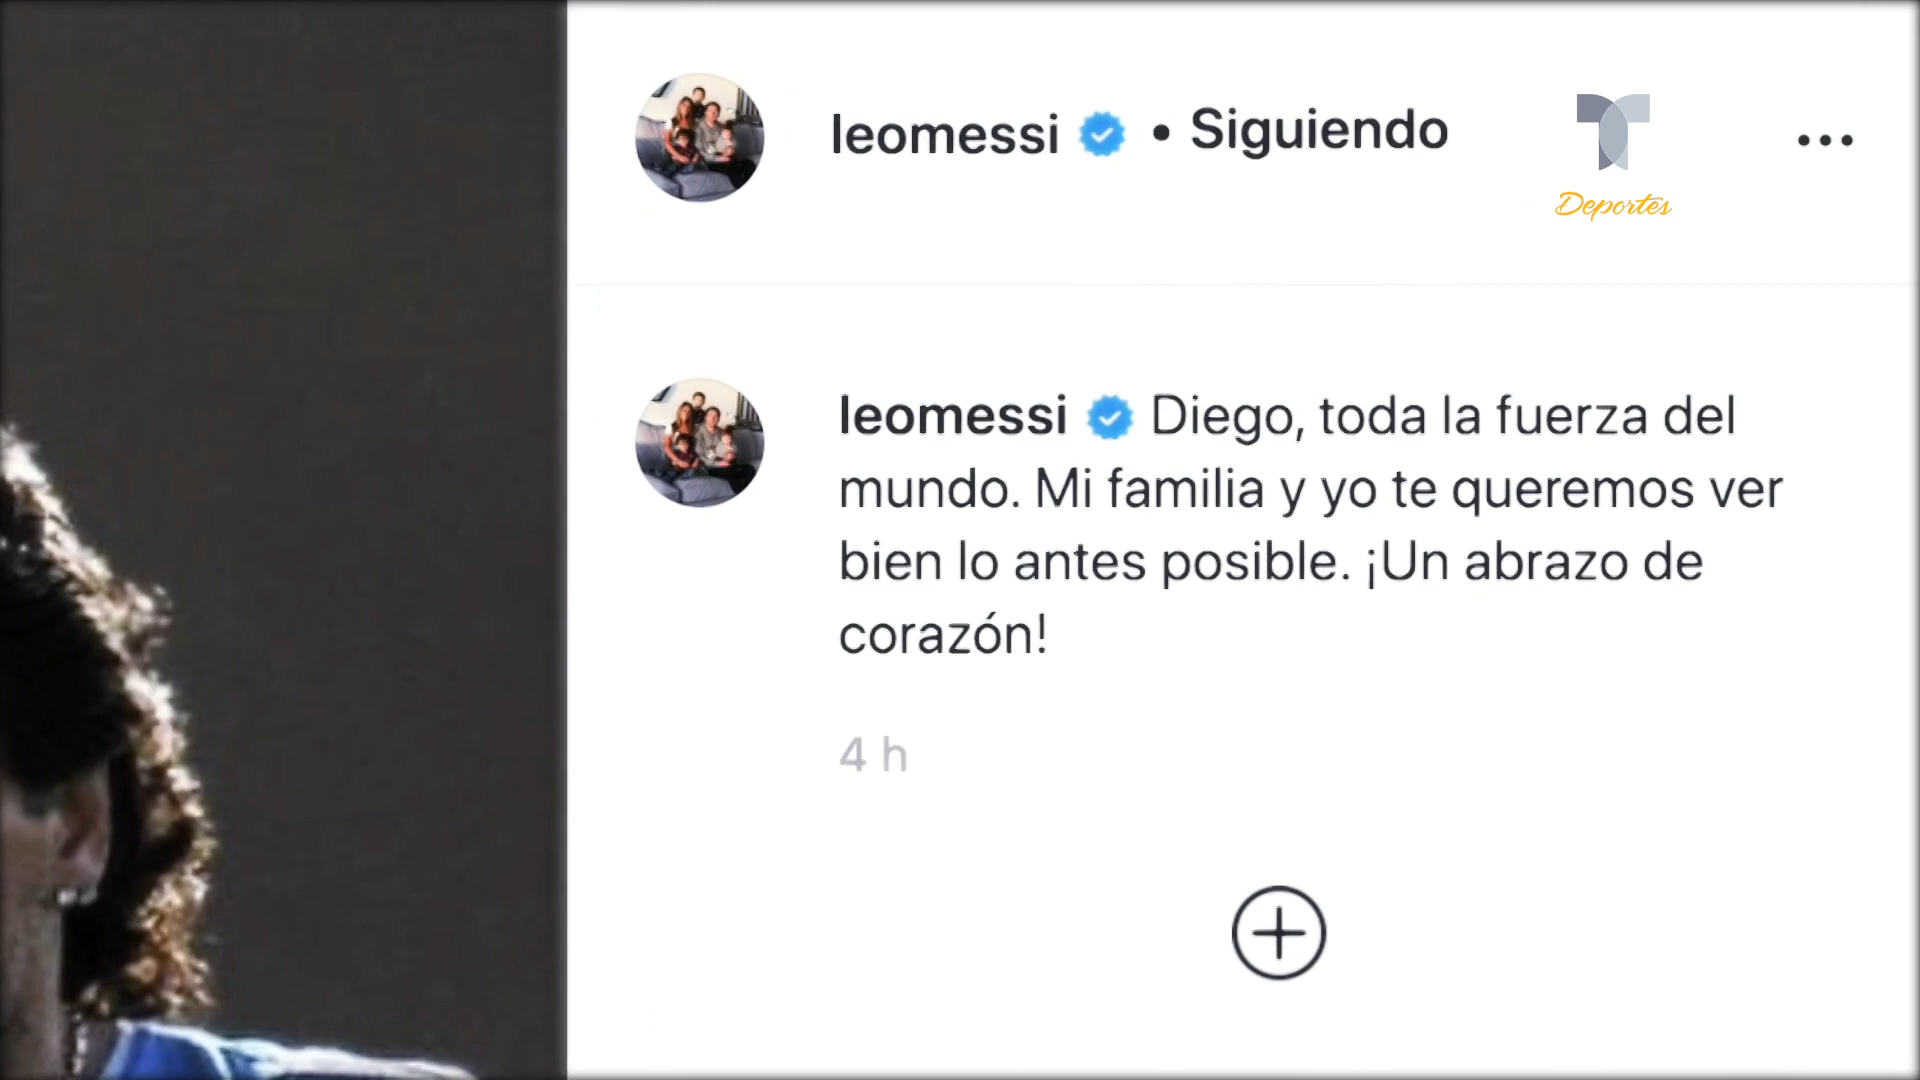 leomessi • Siguiendo
Deportes
leomessi Diego, toda la fuerza del
mundo. Mi familia y yo te queremos ver
bien lo antes posible. ¡Un abrazo de
corazón!
4 h